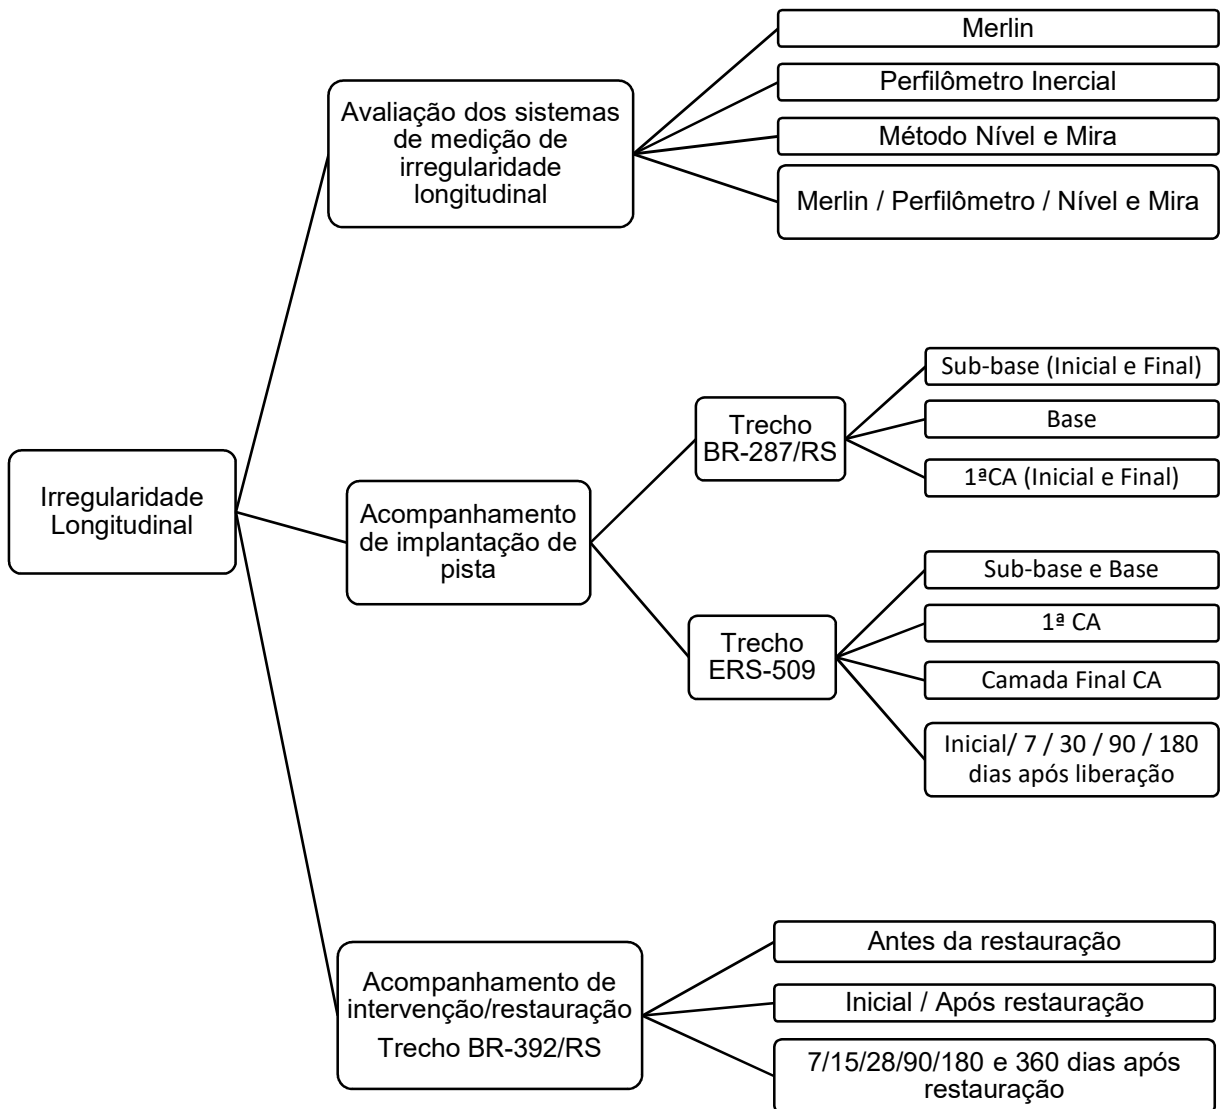 Irregularidade
Longitudinal
Avaliação dos sistemas
de medição de
irregularidade
longitudinal
Merlin
Perfilômetro Inercial
Método Nível e Mira
Merlin / Perfilômetro / Nível e Mira
Acompanhamento
de implantação de
pista
Trecho
BR-287/RS
Sub-base (Inicial e Final)
Base
1ªCA (Inicial e Final)
Trecho
ERS-509
Sub-base e Base
1ª CA
Camada Final CA
Inicial/ 7 / 30 / 90 / 180
dias após liberação
Acompanhamento de
intervenção/restauração
Trecho BR-392/RS
Antes da restauração
Inicial / Após restauração
7/15/28/90/180 e 360 dias após
restauração